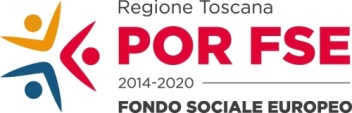 Regione Toscana
POR FSE
2014-2020
FONDO SOCIALE EUROPEO